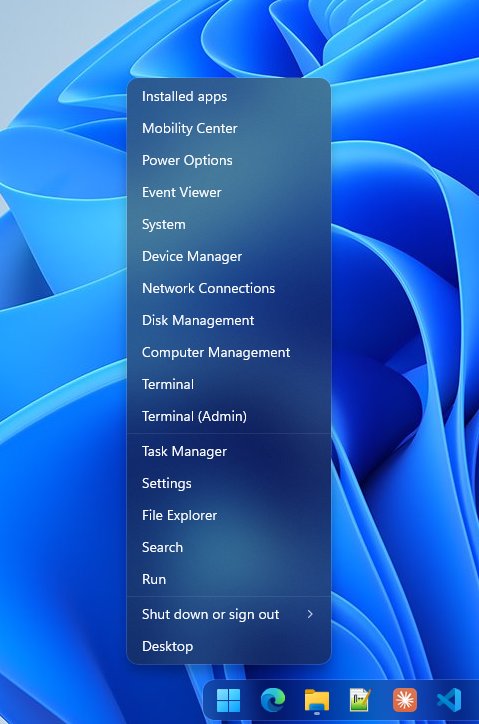 Installed apps
Mobility Center
Power Options
Event Viewer
System
Device Manager
Network Connections
Disk Management
Computer Management
Terminal
Terminal (Admin)
Task Manager
Settings
File Explorer
Search
Run
Shut down or sign out
Desktop